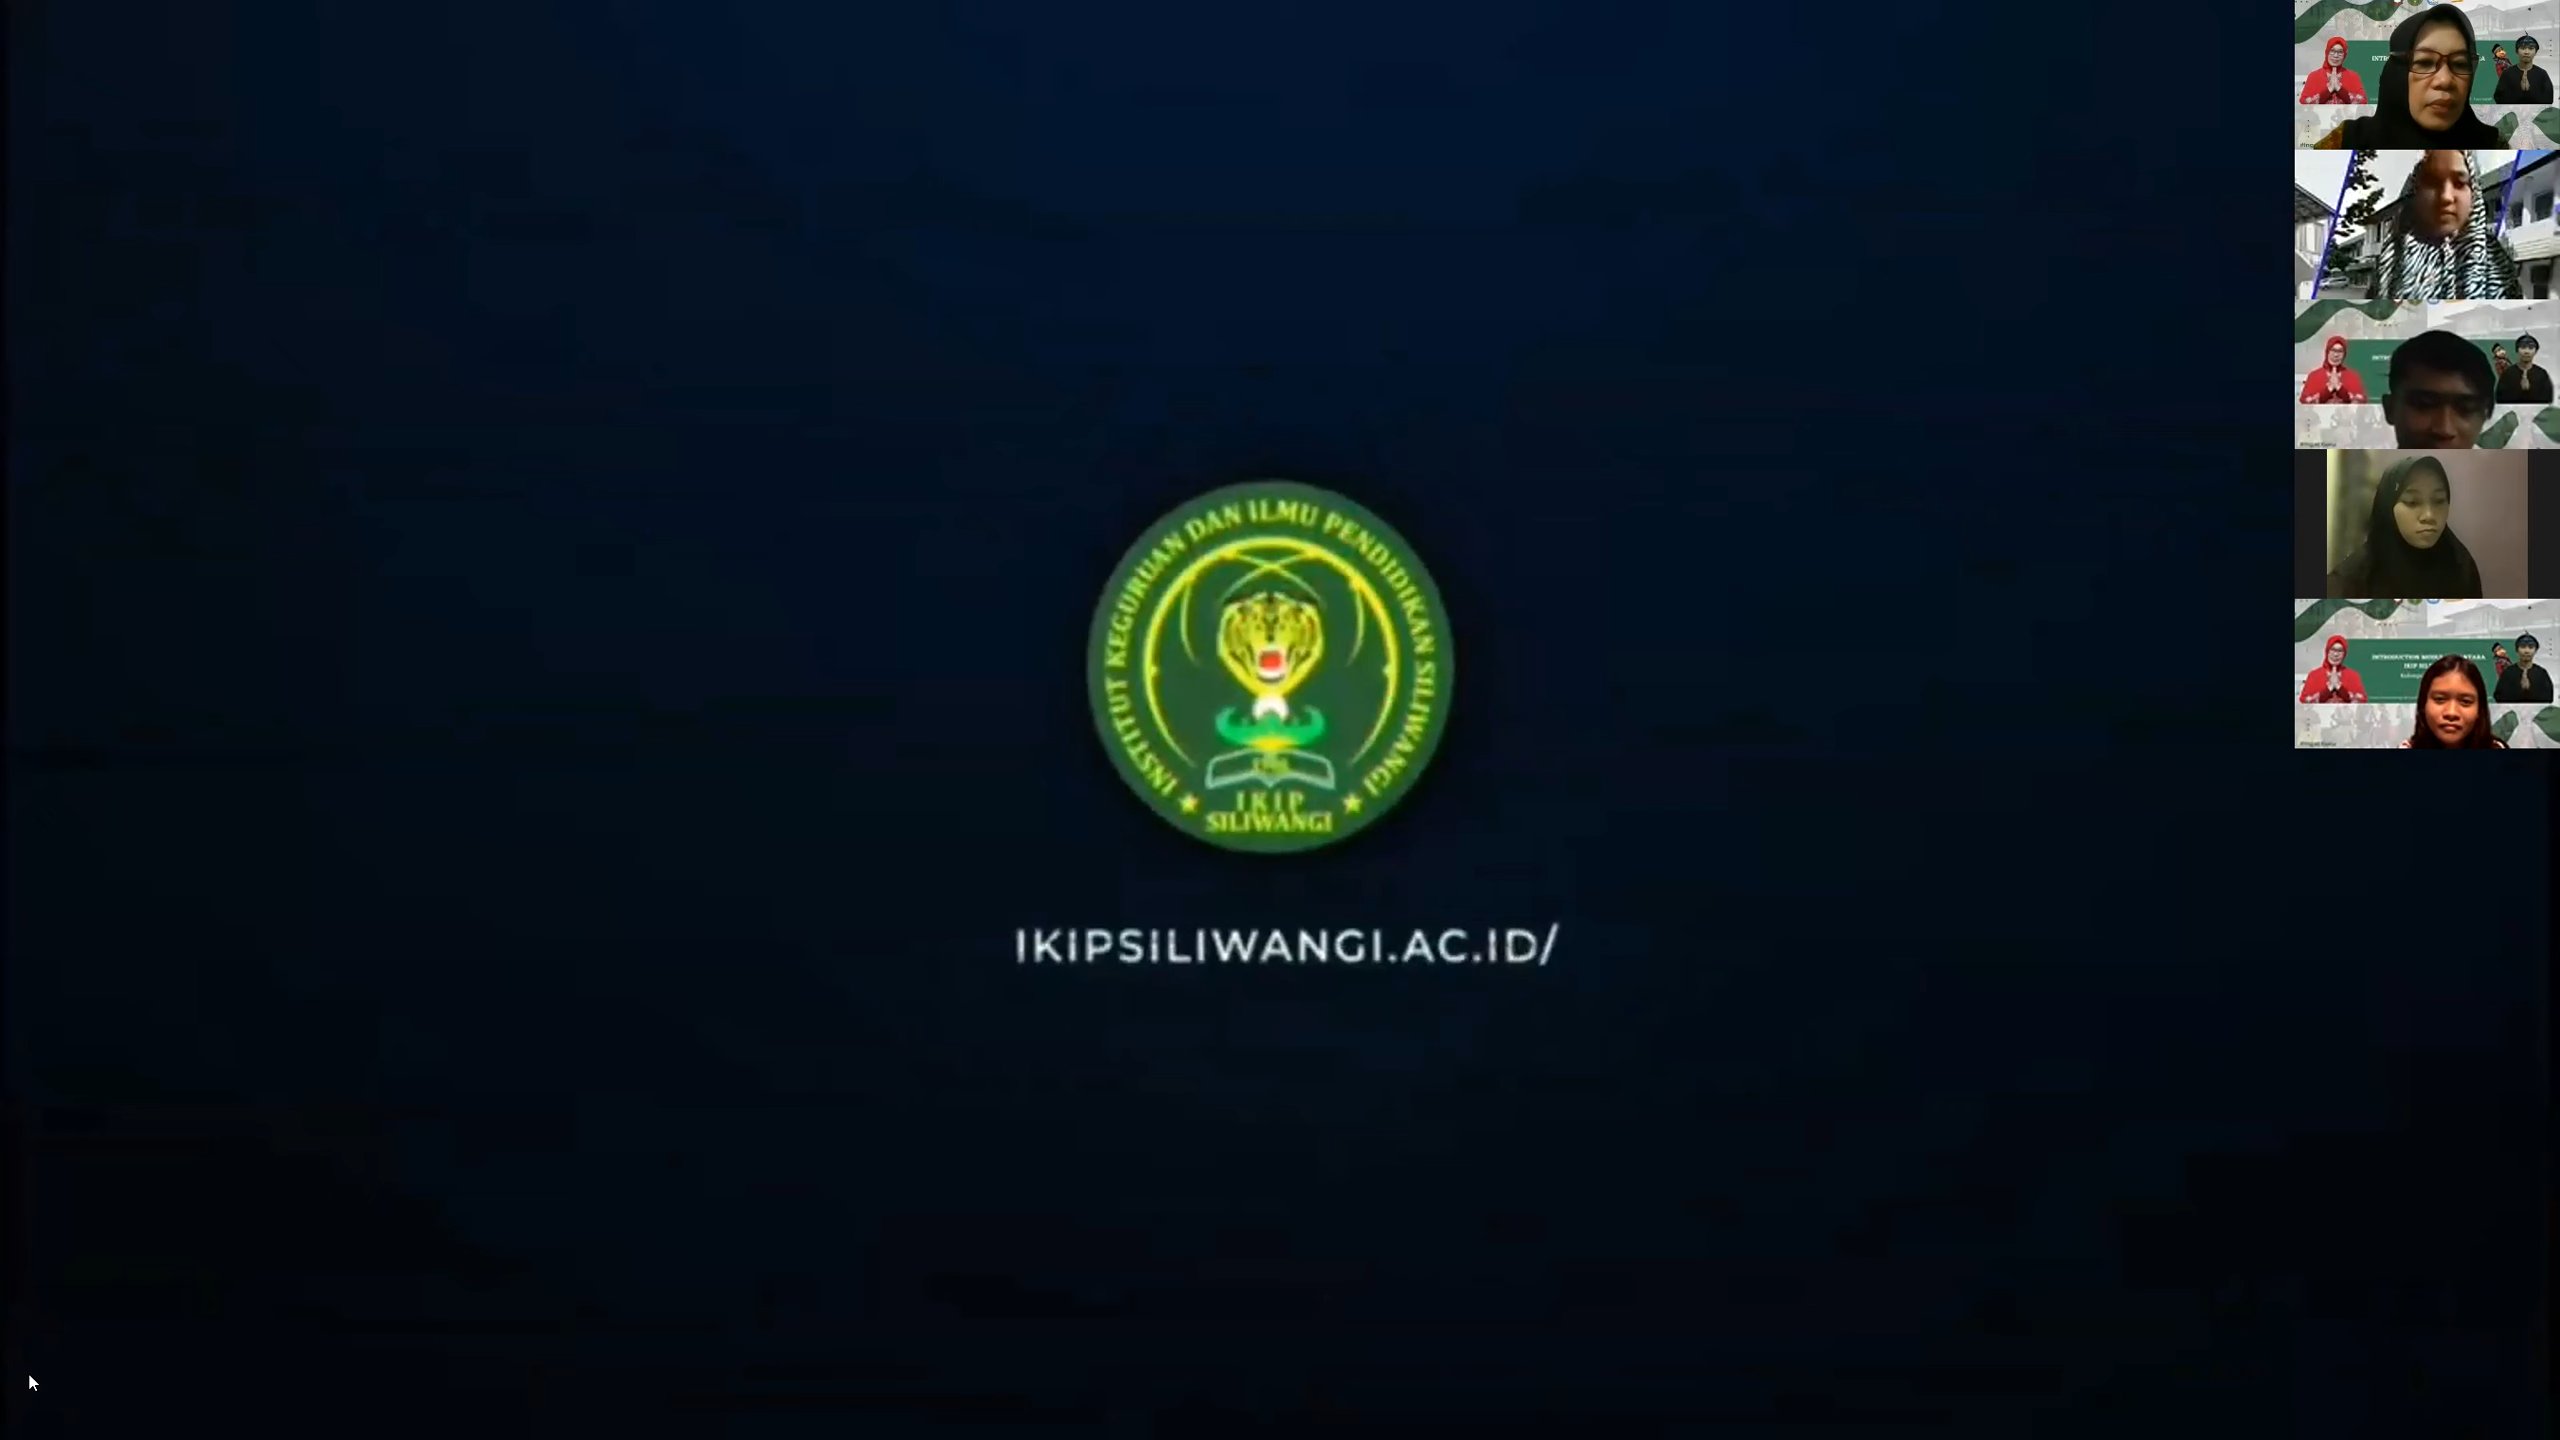 INSTITUT KEGURUAN DAN ILMU PENDIDIKAN SILIWANGI
IKIP
SILIWANGI
IKIPSILIWANGI.AC.ID/